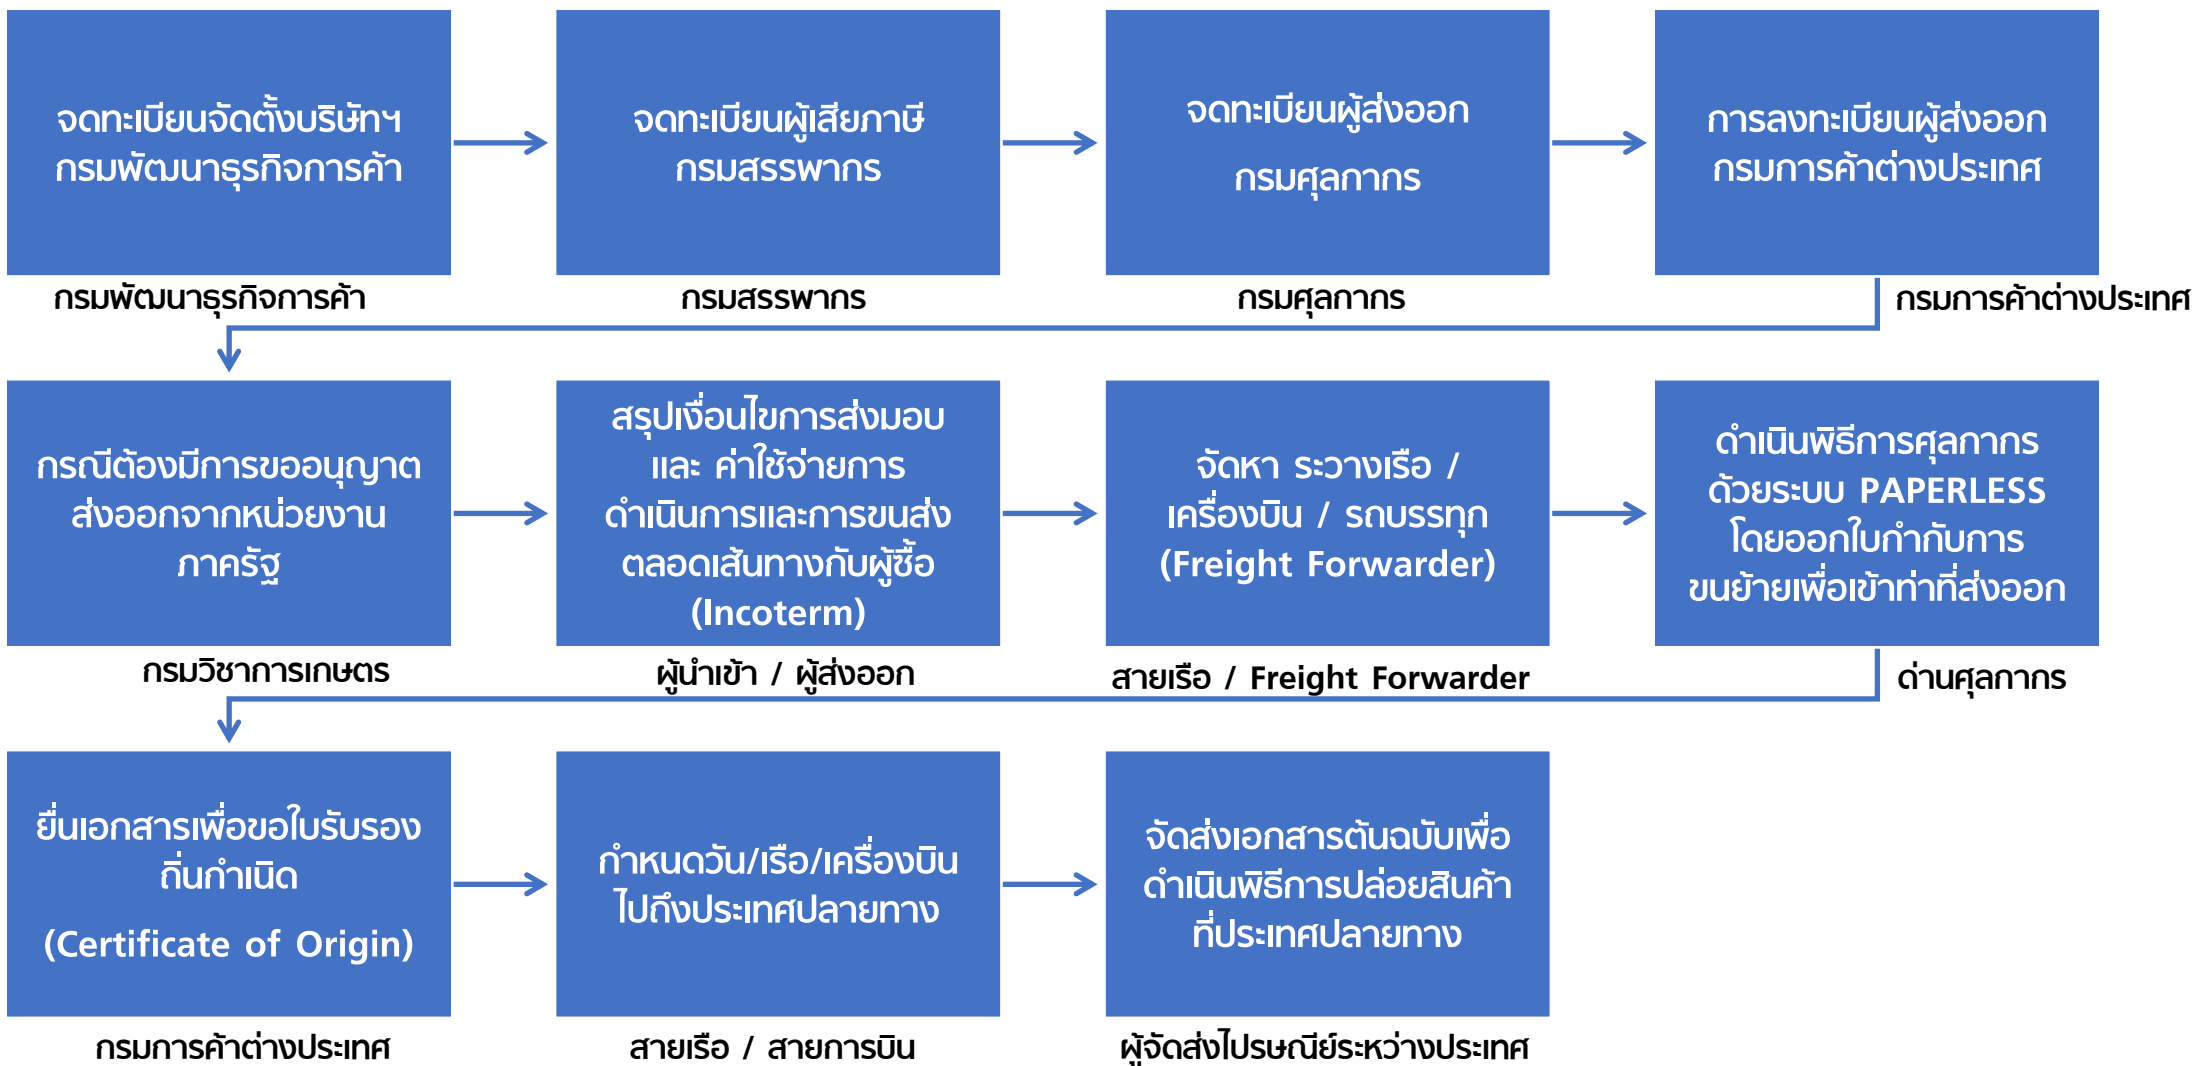 จดทะเบียนจัดตั้งบริษัทฯ
กรมพัฒนาธุรกิจการค้า
กรมพัฒนาธุรกิจการค้า
จดทะเบียนผู้เสียภาษี
กรมสรรพากร
กรมสรรพากร
จดทะเบียนผู้ส่งออก
กรมศุลกากร
กรมศุลกากร
การลงทะเบียนผู้ส่งออก
กรมการค้าต่างประเทศ
กรมการค้าต่างประเทศ
กรณีต้องมีการขออนุญาต
ส่งออกจากหน่วยงาน
ภาครัฐ
กรมวิชาการเกษตร
สรุปเงื่อนไขการส่งมอบ
และ ค่าใช้จ่ายการ
ดำเนินการและการขนส่ง
ตลอดเส้นทางกับผู้ซื้อ
(Incoterm)
ผู้นำเข้า / ผู้ส่งออก
จัดหา ระวางเรือ /
เครื่องบิน / รถบรรทุก
(Freight Forwarder)
สายเรือ / Freight Forwarder
ดำเนินพิธีการศุลกากร
ด้วยระบบ PAPERLESS
โดยออกใบกำกับการ
ขนย้ายเพื่อเข้าท่าที่ส่งออก
ด่านศุลกากร
ยื่นเอกสารเพื่อขอใบรับรอง
ถิ่นกำเนิด
(Certificate of Origin)
กรมการค้าต่างประเทศ
กำหนดวัน/เรือ/เครื่องบิน
ไปถึงประเทศปลายทาง
สายเรือ / สายการบิน
จัดส่งเอกสารต้นฉบับเพื่อ
ดำเนินพิธีการปล่อยสินค้า
ที่ประเทศปลายทาง
ผู้จัดส่งไปรษณีย์ระหว่างประเทศ